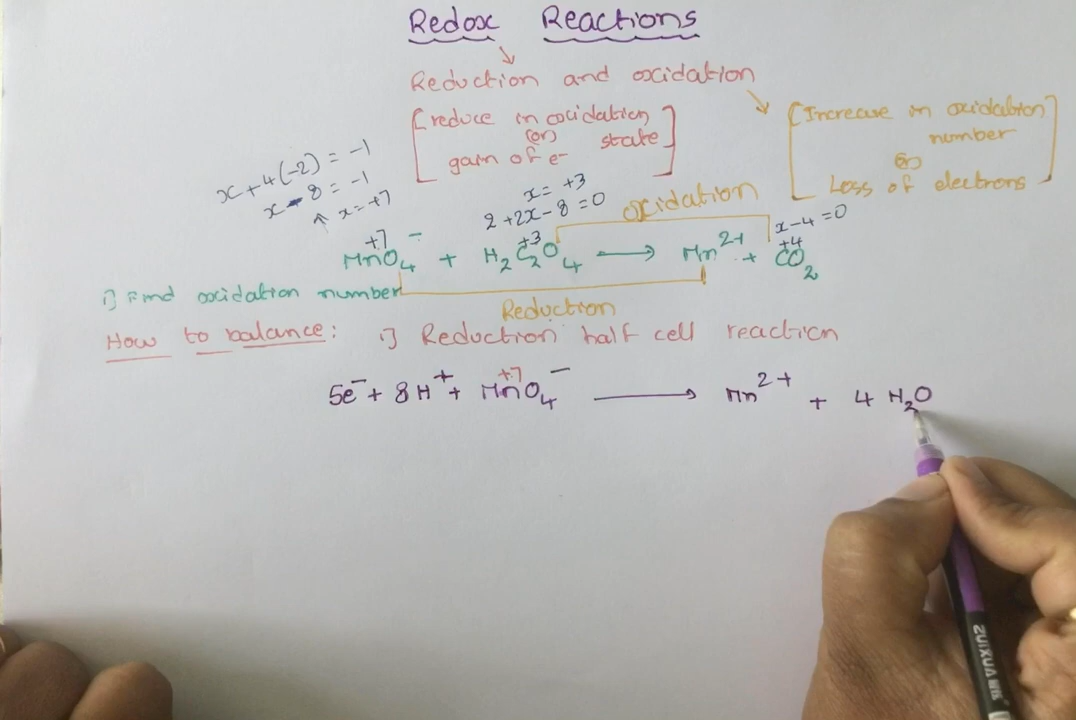 Redox Reactions
Reduction and oxidation
[reduce in oxidation state]
(or)
gain of e-
[Increase in oxidation number
(or)
Loss of electrons]
x+4(-2) = -1
x-8 = -1
x=+7
x= +3
2+2x-8=0
oxidation
x-4=0
+7 +3 +4
MnO4- + H2C2O4 → Mn2+ + CO2
1) Find oxidation number
Reduction
How to balance: 1) Reduction half cell reaction
+7
5e- + 8H+ + MnO4- → Mn2+ + 4 H2O
ZUIXUA